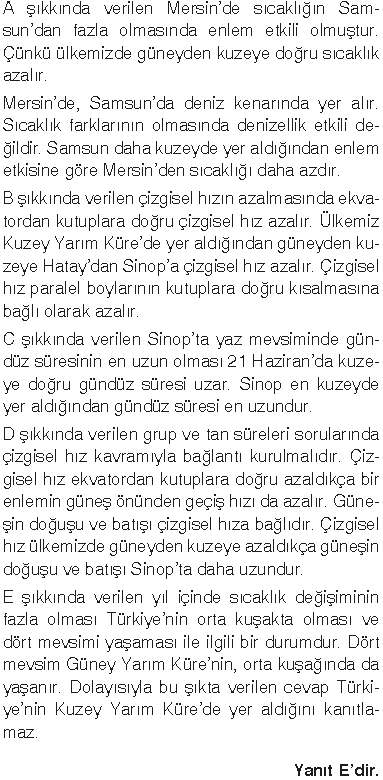 A şıkkında verilen Mersin'de sıcaklığın Sam-
sun'dan fazla olmasında enlem etkili olmuştur.
Çünkü ülkemizde güneyden kuzeye doğru sıcaklık
azalır.
Mersin'de, Samsun'da deniz kenarında yer alır.
Sıcaklık farklarının olmasında denizellik etkili de-
ğildir. Samsun daha kuzeyde yer aldığından enlem
etkisine göre Mersin'den sıcaklığı daha azdır.
B şıkkında verilen çizgisel hızın azalmasında ekva-
tordan kutuplara doğru çizgisel hız azalır. Ülkemiz
Kuzey Yarım Küre'de yer aldığından güneyden ku-
zeye Hatay'dan Sinop'a çizgisel hız azalır. Çizgisel
hız paralel boylarının kutuplara doğru kısalmasına
bağlı olarak azalır.
C şıkkında verilen Sinop'ta yaz mevsiminde gün-
düz süresinin en uzun olması 21 Haziran'da kuze-
ye doğru gündüz süresi uzar. Sinop en kuzeyde
yer aldığından gündüz süresi en uzundur.
D şıkkında verilen grup ve tan süreleri sorularında
çizgisel hız kavramıyla bağlantı kurulmalıdır. Çiz-
gisel hız ekvatordan kutuplara doğru azaldıkça bir
enlemin güneş önünden geçiş hızı da azalır. Güne-
şin doğuşu ve batışı çizgisel hıza bağlıdır. Çizgisel
hız ülkemizde güneyden kuzeye azaldıkça güneşin
doğuşu ve batışı Sinop'ta daha uzundur.
E şıkkında verilen yıl içinde sıcaklık değişiminin
fazla olması Türkiye'nin orta kuşakta olması ve
dört mevsimi yaşaması ile ilgili bir durumdur. Dört
mevsim Güney Yarım Küre'nin, orta kuşağında da
yaşanır. Dolayısıyla bu şıkta verilen cevap Türki-
ye'nin Kuzey Yarım Küre'de yer aldığını kanıtla-
maz.
Yanıt E'dir.